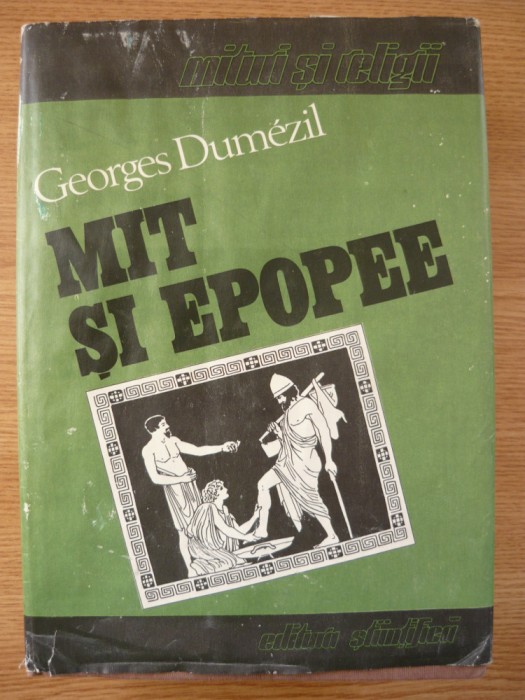 mituri și religii
Georges Dumézil
MIT
ȘI EPOPEE
editura științifică